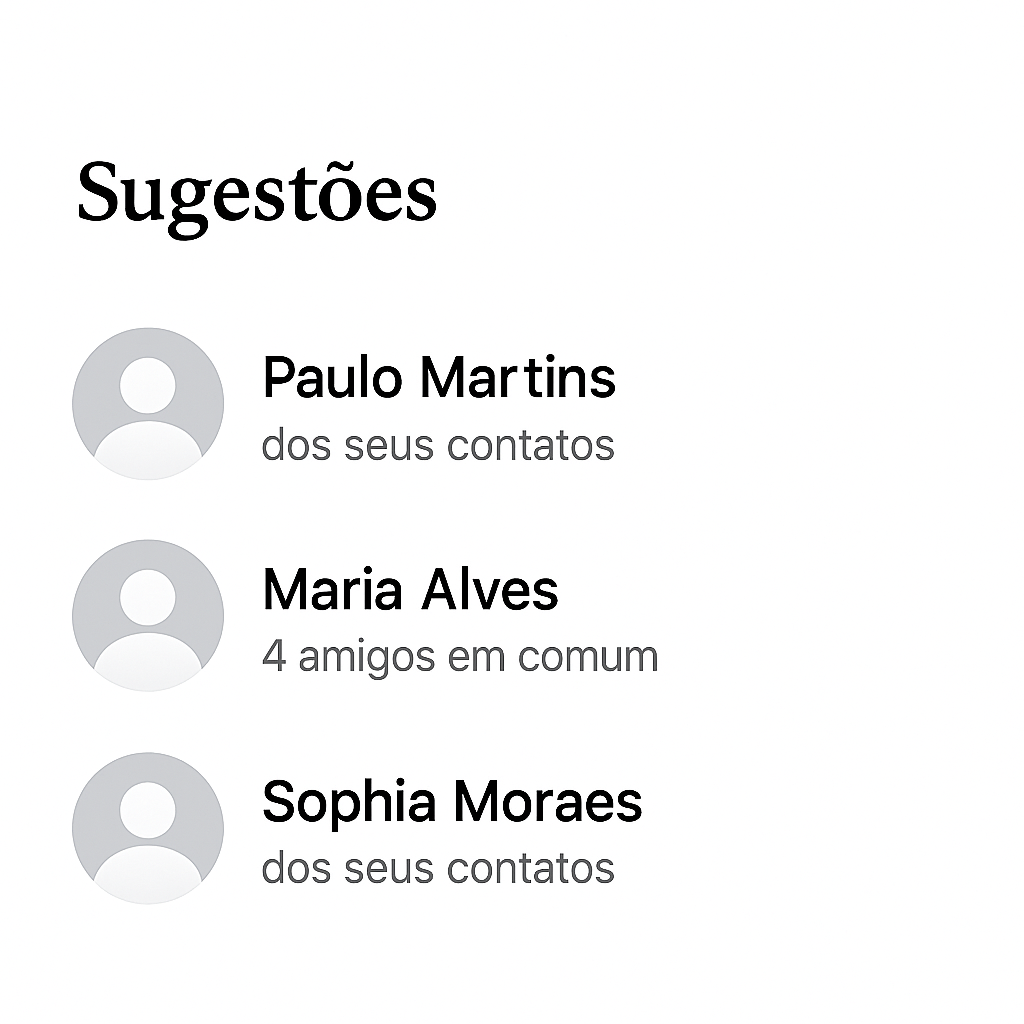 Sugestões
Paulo Martins
dos seus contatos
Maria Alves
4 amigos em comum
Sophia Moraes
dos seus contatos